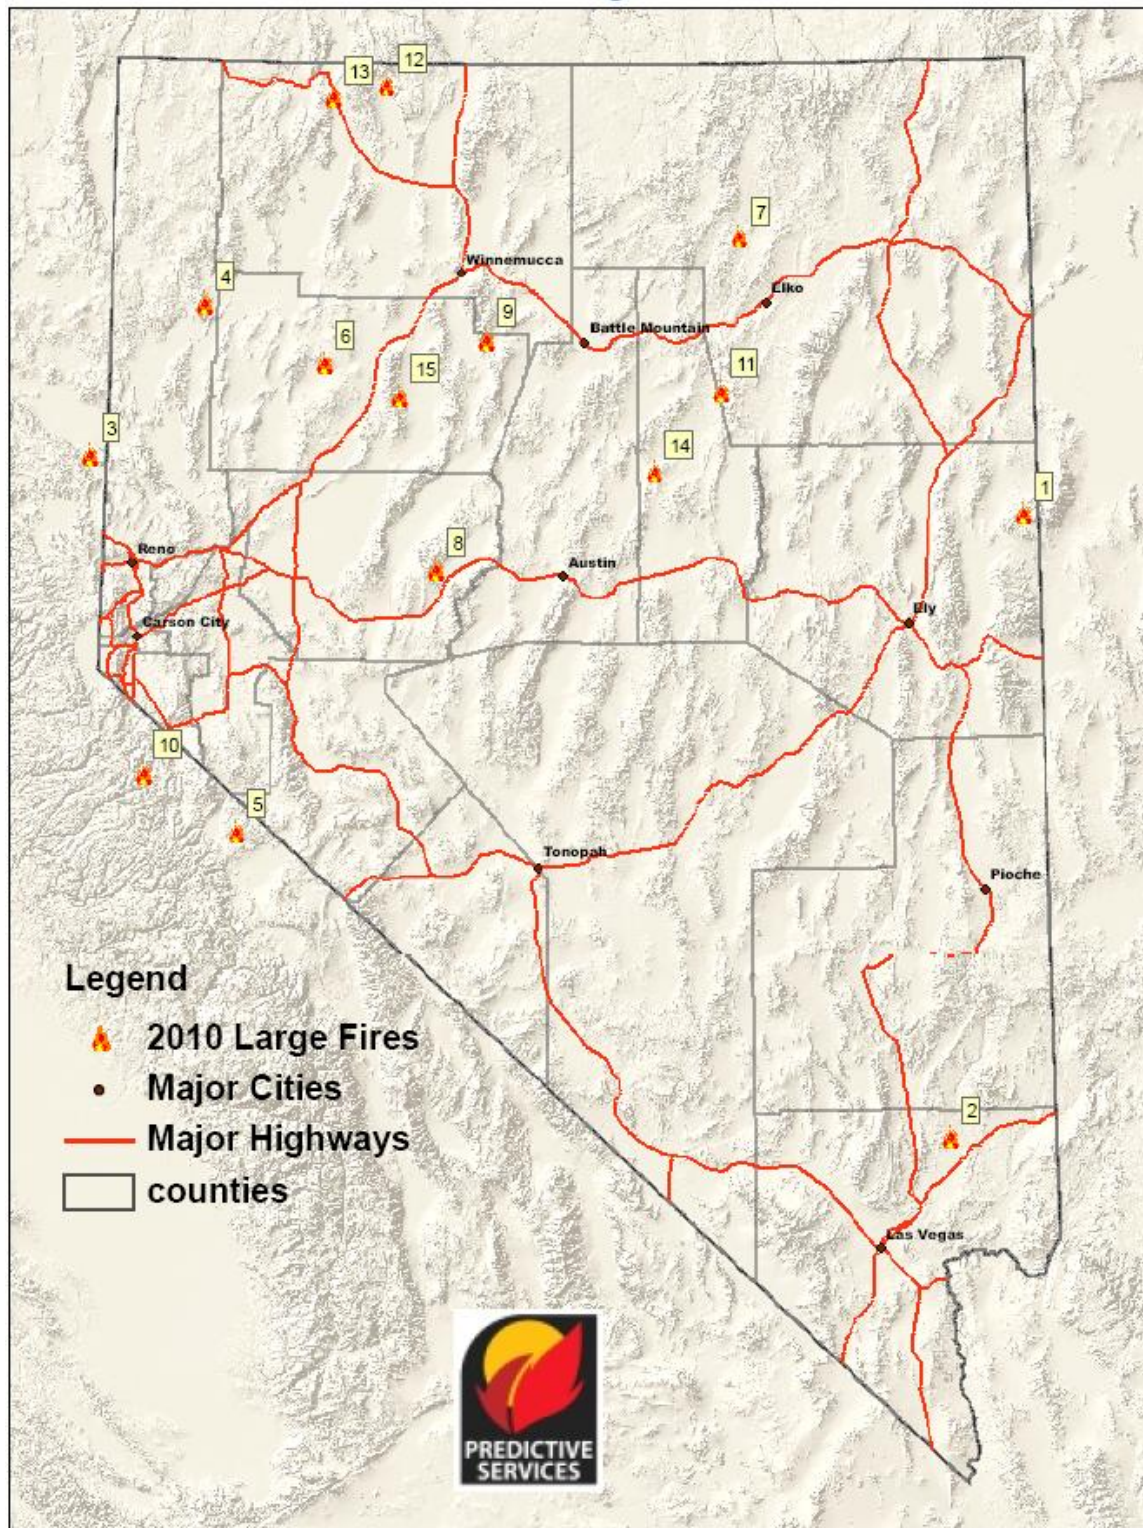 12
13
7
Winnemucca
4
Elko
9
Battle Mountain
6
11
15
3
14
1
Reno
8
Austin
Ely
Carson City
10
5
Tonopah
Pioche
Legend
2010 Large Fires
Major Cities
2
Major Highways
counties
Las Vegas
PREDICTIVE
SERVICES